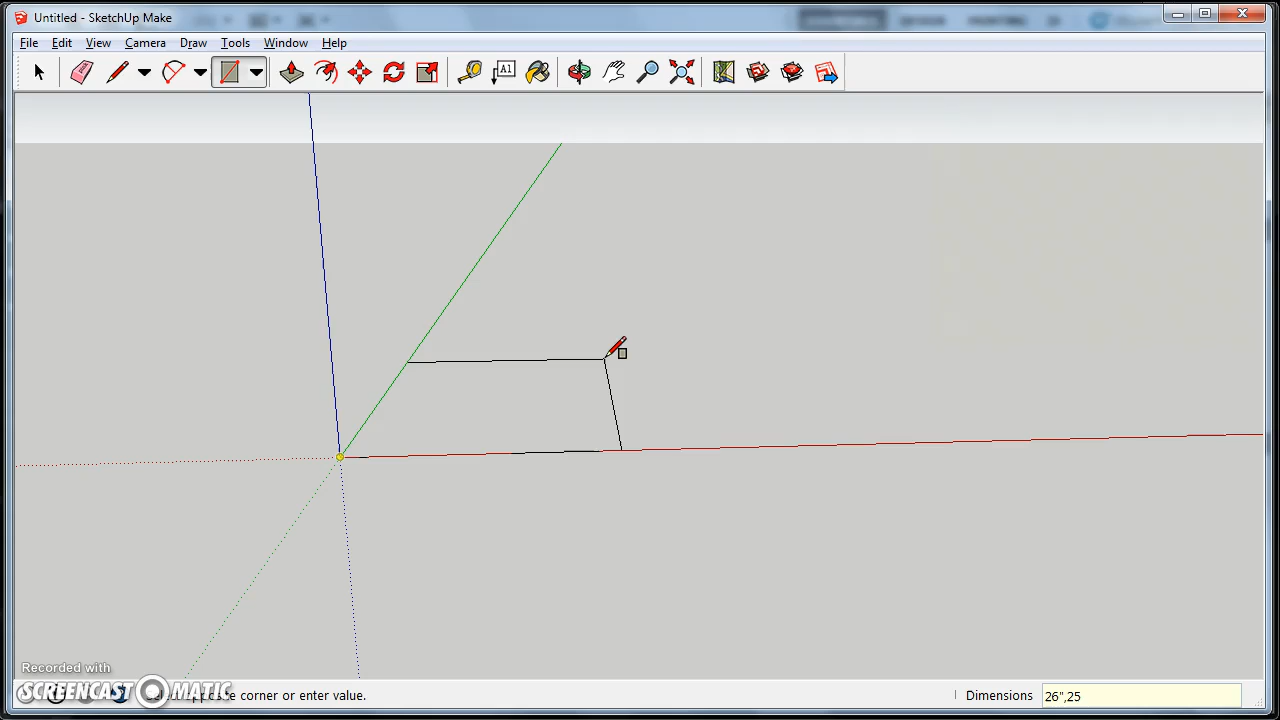 Untitled - SketchUp Make
File Edit View Camera Draw Tools Window Help
A1
Recorded with
SCREENCAST MATIC
corner or enter value.
Dimensions 26",25